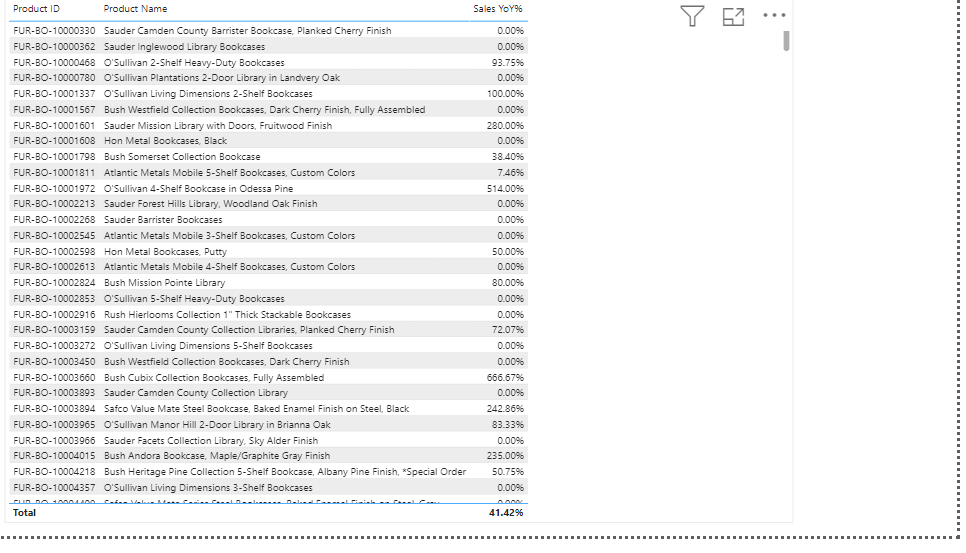 Product ID Product Name Sales YoY%
FUR-BO-10000330 Sauder Camden County Barrister Bookcase, Planked Cherry Finish 0.00%
FUR-BO-10000362 Sauder Inglewood Library Bookcases 0.00%
FUR-BO-10000468 O'Sullivan 2-Shelf Heavy-Duty Bookcases 93.75%
FUR-BO-10000780 O'Sullivan Plantations 2-Door Library in Landvery Oak 0.00%
FUR-BO-10001337 O'Sullivan Living Dimensions 2-Shelf Bookcases 100.00%
FUR-BO-10001567 Bush Westfield Collection Bookcases, Dark Cherry Finish, Fully Assembled 0.00%
FUR-BO-10001601 Sauder Mission Library with Doors, Fruitwood Finish 280.00%
FUR-BO-10001608 Hon Metal Bookcases, Black 0.00%
FUR-BO-10001798 Bush Somerset Collection Bookcase 38.40%
FUR-BO-10001811 Atlantic Metals Mobile 5-Shelf Bookcases, Custom Colors 7.46%
FUR-BO-10001972 O'Sullivan 4-Shelf Bookcase in Odessa Pine 514.00%
FUR-BO-10002213 Sauder Forest Hills Library, Woodland Oak Finish 0.00%
FUR-BO-10002268 Sauder Barrister Bookcases 0.00%
FUR-BO-10002545 Atlantic Metals Mobile 3-Shelf Bookcases, Custom Colors 0.00%
FUR-BO-10002598 Hon Metal Bookcases, Putty 50.00%
FUR-BO-10002613 Atlantic Metals Mobile 4-Shelf Bookcases, Custom Colors 0.00%
FUR-BO-10002824 Bush Mission Pointe Library 80.00%
FUR-BO-10002853 O'Sullivan 5-Shelf Heavy-Duty Bookcases 0.00%
FUR-BO-10002916 Rush Hierlooms Collection 1" Thick Stackable Bookcases 0.00%
FUR-BO-10003159 Sauder Camden County Collection Libraries, Planked Cherry Finish 72.07%
FUR-BO-10003272 O'Sullivan Living Dimensions 5-Shelf Bookcases 0.00%
FUR-BO-10003450 Bush Westfield Collection Bookcases, Dark Cherry Finish 0.00%
FUR-BO-10003660 Bush Cubix Collection Bookcases, Fully Assembled 666.67%
FUR-BO-10003893 Sauder Camden County Collection Library 0.00%
FUR-BO-10003894 Safco Value Mate Steel Bookcase, Baked Enamel Finish on Steel, Black 242.86%
FUR-BO-10003965 O'Sullivan Manor Hill 2-Door Library in Brianna Oak 83.33%
FUR-BO-10003966 Sauder Facets Collection Library, Sky Alder Finish 0.00%
FUR-BO-10004015 Bush Andora Bookcase, Maple/Graphite Gray Finish 235.00%
FUR-BO-10004218 Bush Heritage Pine Collection 5-Shelf Bookcase, Albany Pine Finish, *Special Order 50.75%
FUR-BO-10004357 O'Sullivan Living Dimensions 3-Shelf Bookcases 0.00%
Total 41.42%